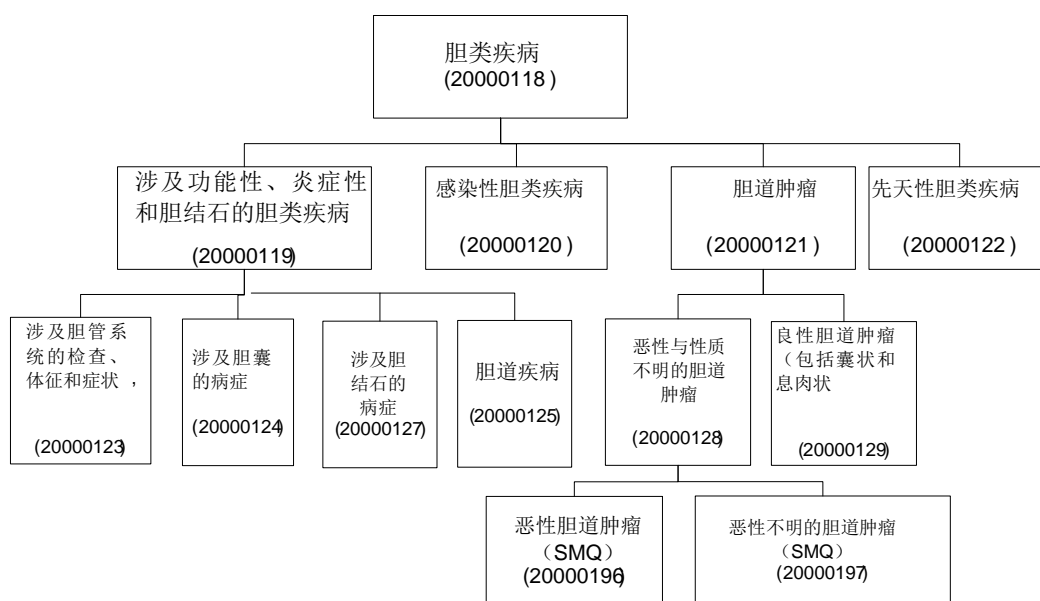 胆类疾病
(20000118)
涉及功能性、炎症性
和胆结石的胆类疾病
(20000119)
感染性胆类疾病
(20000120)
胆道肿瘤
(20000121)
先天性胆类疾病
(20000122)
涉及胆管系
统的检查、
体征和症状，
(20000123)
涉及胆囊
的病症
(20000124)
涉及胆
结石的
病症
(20000127)
胆道疾病
(20000125)
恶性与性质
不明的胆道
肿瘤
(20000128)
良性胆道肿瘤
（包括囊状和
息肉状
(20000129)
恶性胆道肿瘤
（SMQ）
(20000196)
恶性不明的胆道肿瘤
（SMQ）
(20000197)